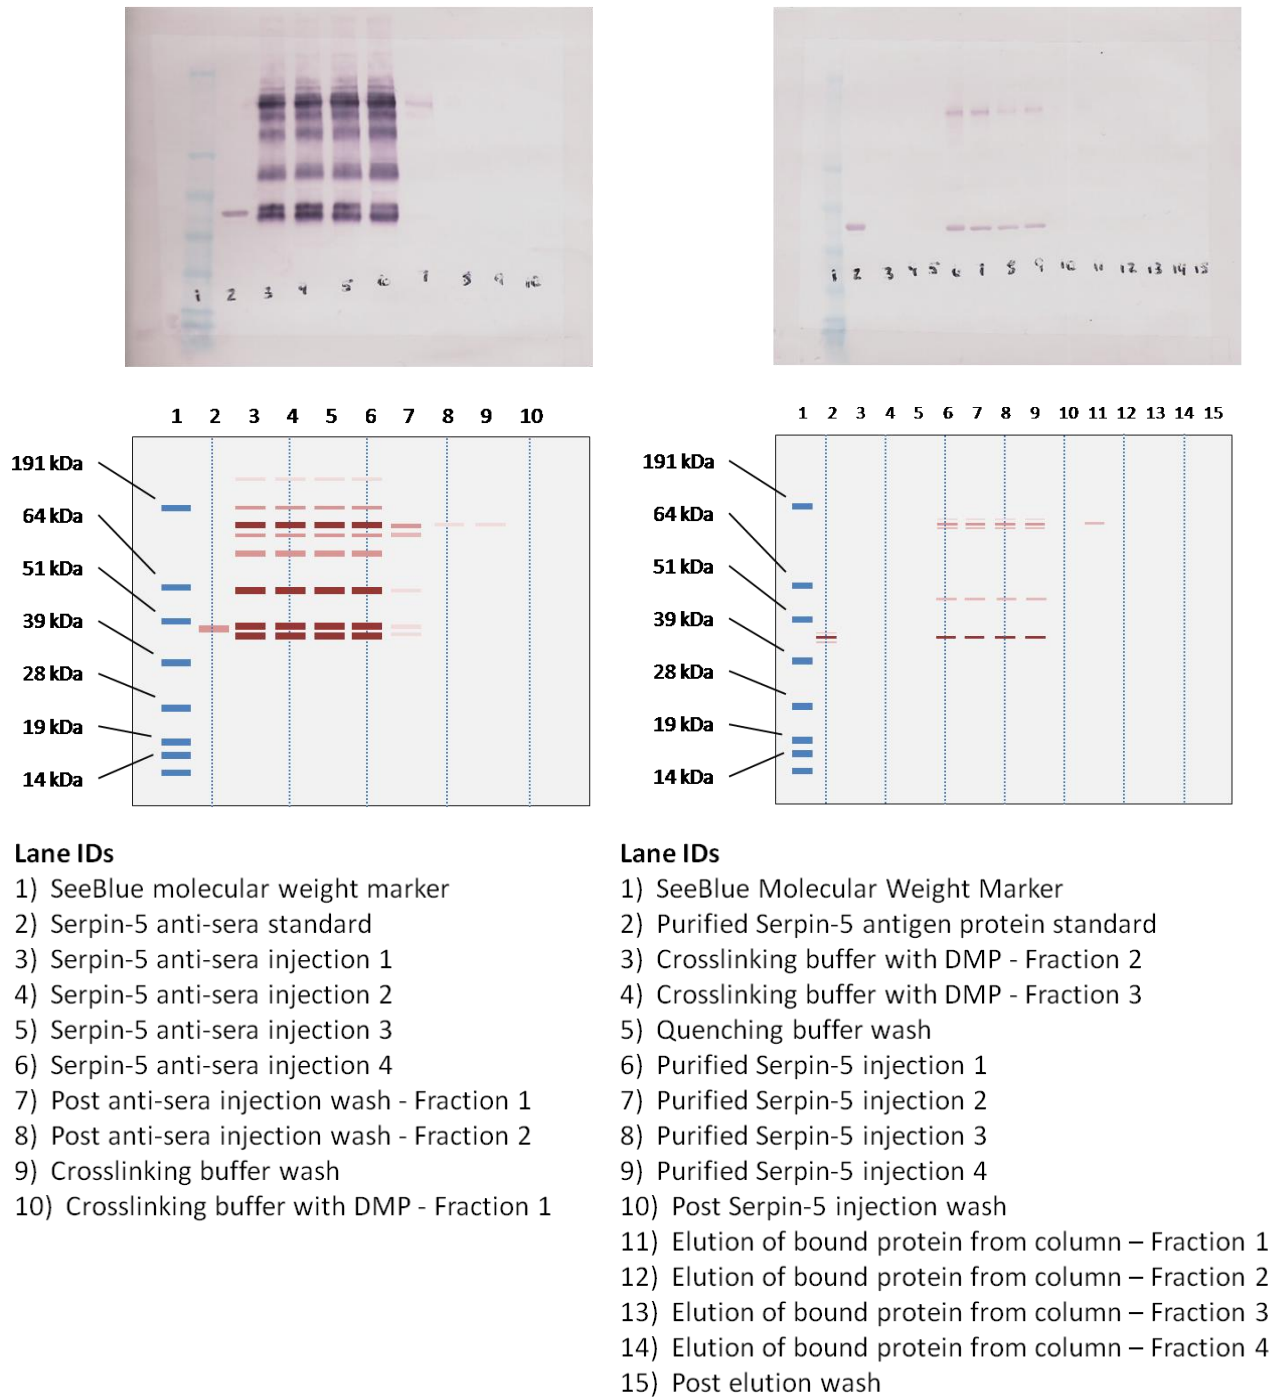 1 2 3 4 5 6 7 8 9 10
1 2 3 4 5 6 7 8 9 10 11 12 13 14 15
1 2 3 4 5 6 7 8 9 10
191 kDa
64 kDa
51 kDa
39 kDa
28 kDa
19 kDa
14 kDa
1 2 3 4 5 6 7 8 9 10 11 12 13 14 15
191 kDa
64 kDa
51 kDa
39 kDa
28 kDa
19 kDa
14 kDa
Lane IDs
1) SeeBlue molecular weight marker
2) Serpin-5 anti-sera standard
3) Serpin-5 anti-sera injection 1
4) Serpin-5 anti-sera injection 2
5) Serpin-5 anti-sera injection 3
6) Serpin-5 anti-sera injection 4
7) Post anti-sera injection wash - Fraction 1
8) Post anti-sera injection wash - Fraction 2
9) Crosslinking buffer wash
10) Crosslinking buffer with DMP - Fraction 1
Lane IDs
1) SeeBlue Molecular Weight Marker
2) Purified Serpin-5 antigen protein standard
3) Crosslinking buffer with DMP - Fraction 2
4) Crosslinking buffer with DMP - Fraction 3
5) Quenching buffer wash
6) Purified Serpin-5 injection 1
7) Purified Serpin-5 injection 2
8) Purified Serpin-5 injection 3
9) Purified Serpin-5 injection 4
10) Post Serpin-5 injection wash
11) Elution of bound protein from column – Fraction 1
12) Elution of bound protein from column – Fraction 2
13) Elution of bound protein from column – Fraction 3
14) Elution of bound protein from column – Fraction 4
15) Post elution wash